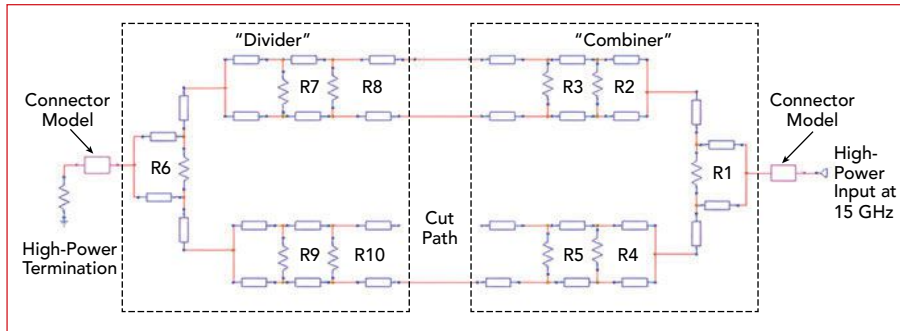 "Divider"
"Combiner"
R7
R8
R3
R2
Connector
Model
R6
R1
Connector
Model
High-
Power
Input at
15 GHz
High-Power
Termination
R9
R10
Cut
Path
R5
R4